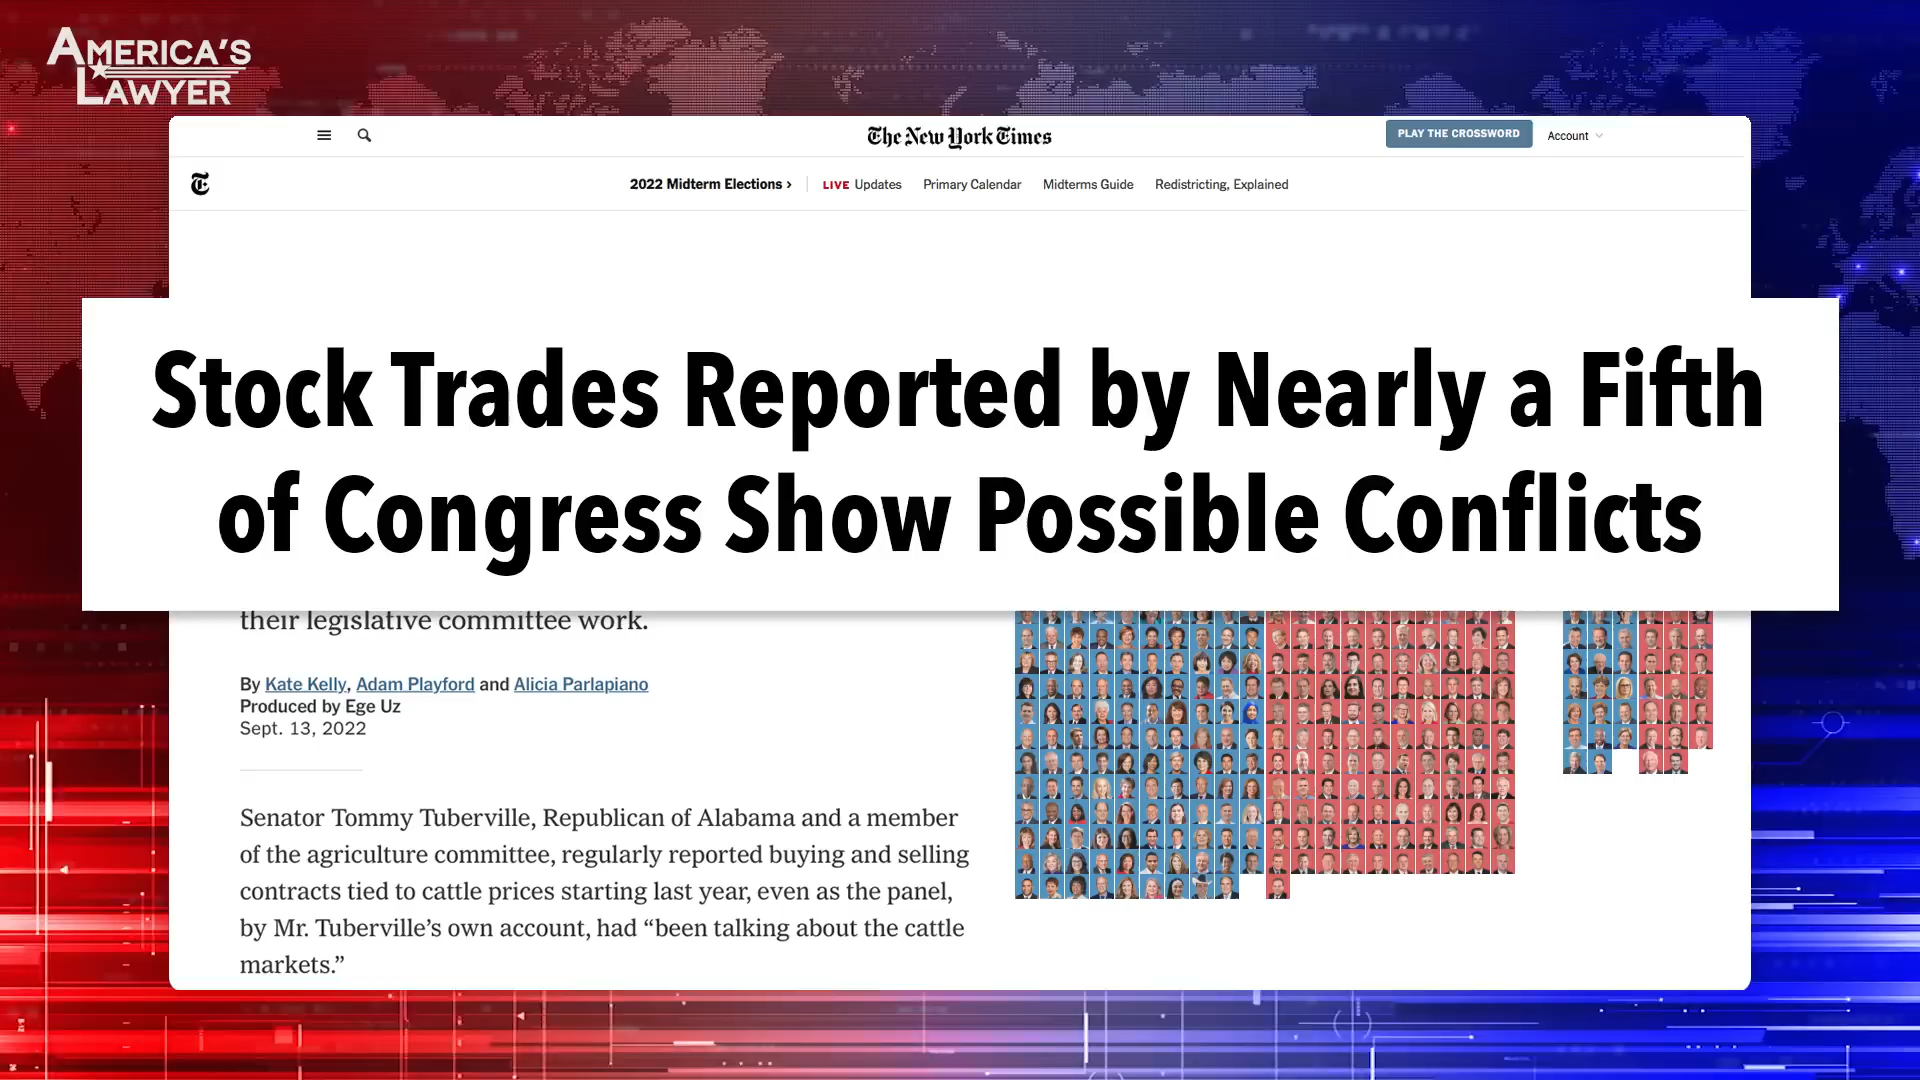 AMERICA'S
LAWYER
The New York Times
PLAY THE CROSSWORD
Account
2022 Midterm Elections ›
LIVE Updates
Primary Calendar
Midterms Guide
Redistricting, Explained
Stock Trades Reported by Nearly a Fifth
of Congress Show Possible Conflicts
their legislative committee work.
By Kate Kelly, Adam Playford and Alicia Parlapiano
Produced by Ege Uz
Sept. 13, 2022
Senator Tommy Tuberville, Republican of Alabama and a member
of the agriculture committee, regularly reported buying and selling
contracts tied to cattle prices starting last year, even as the panel,
by Mr. Tuberville’s own account, had “been talking about the cattle
markets.”